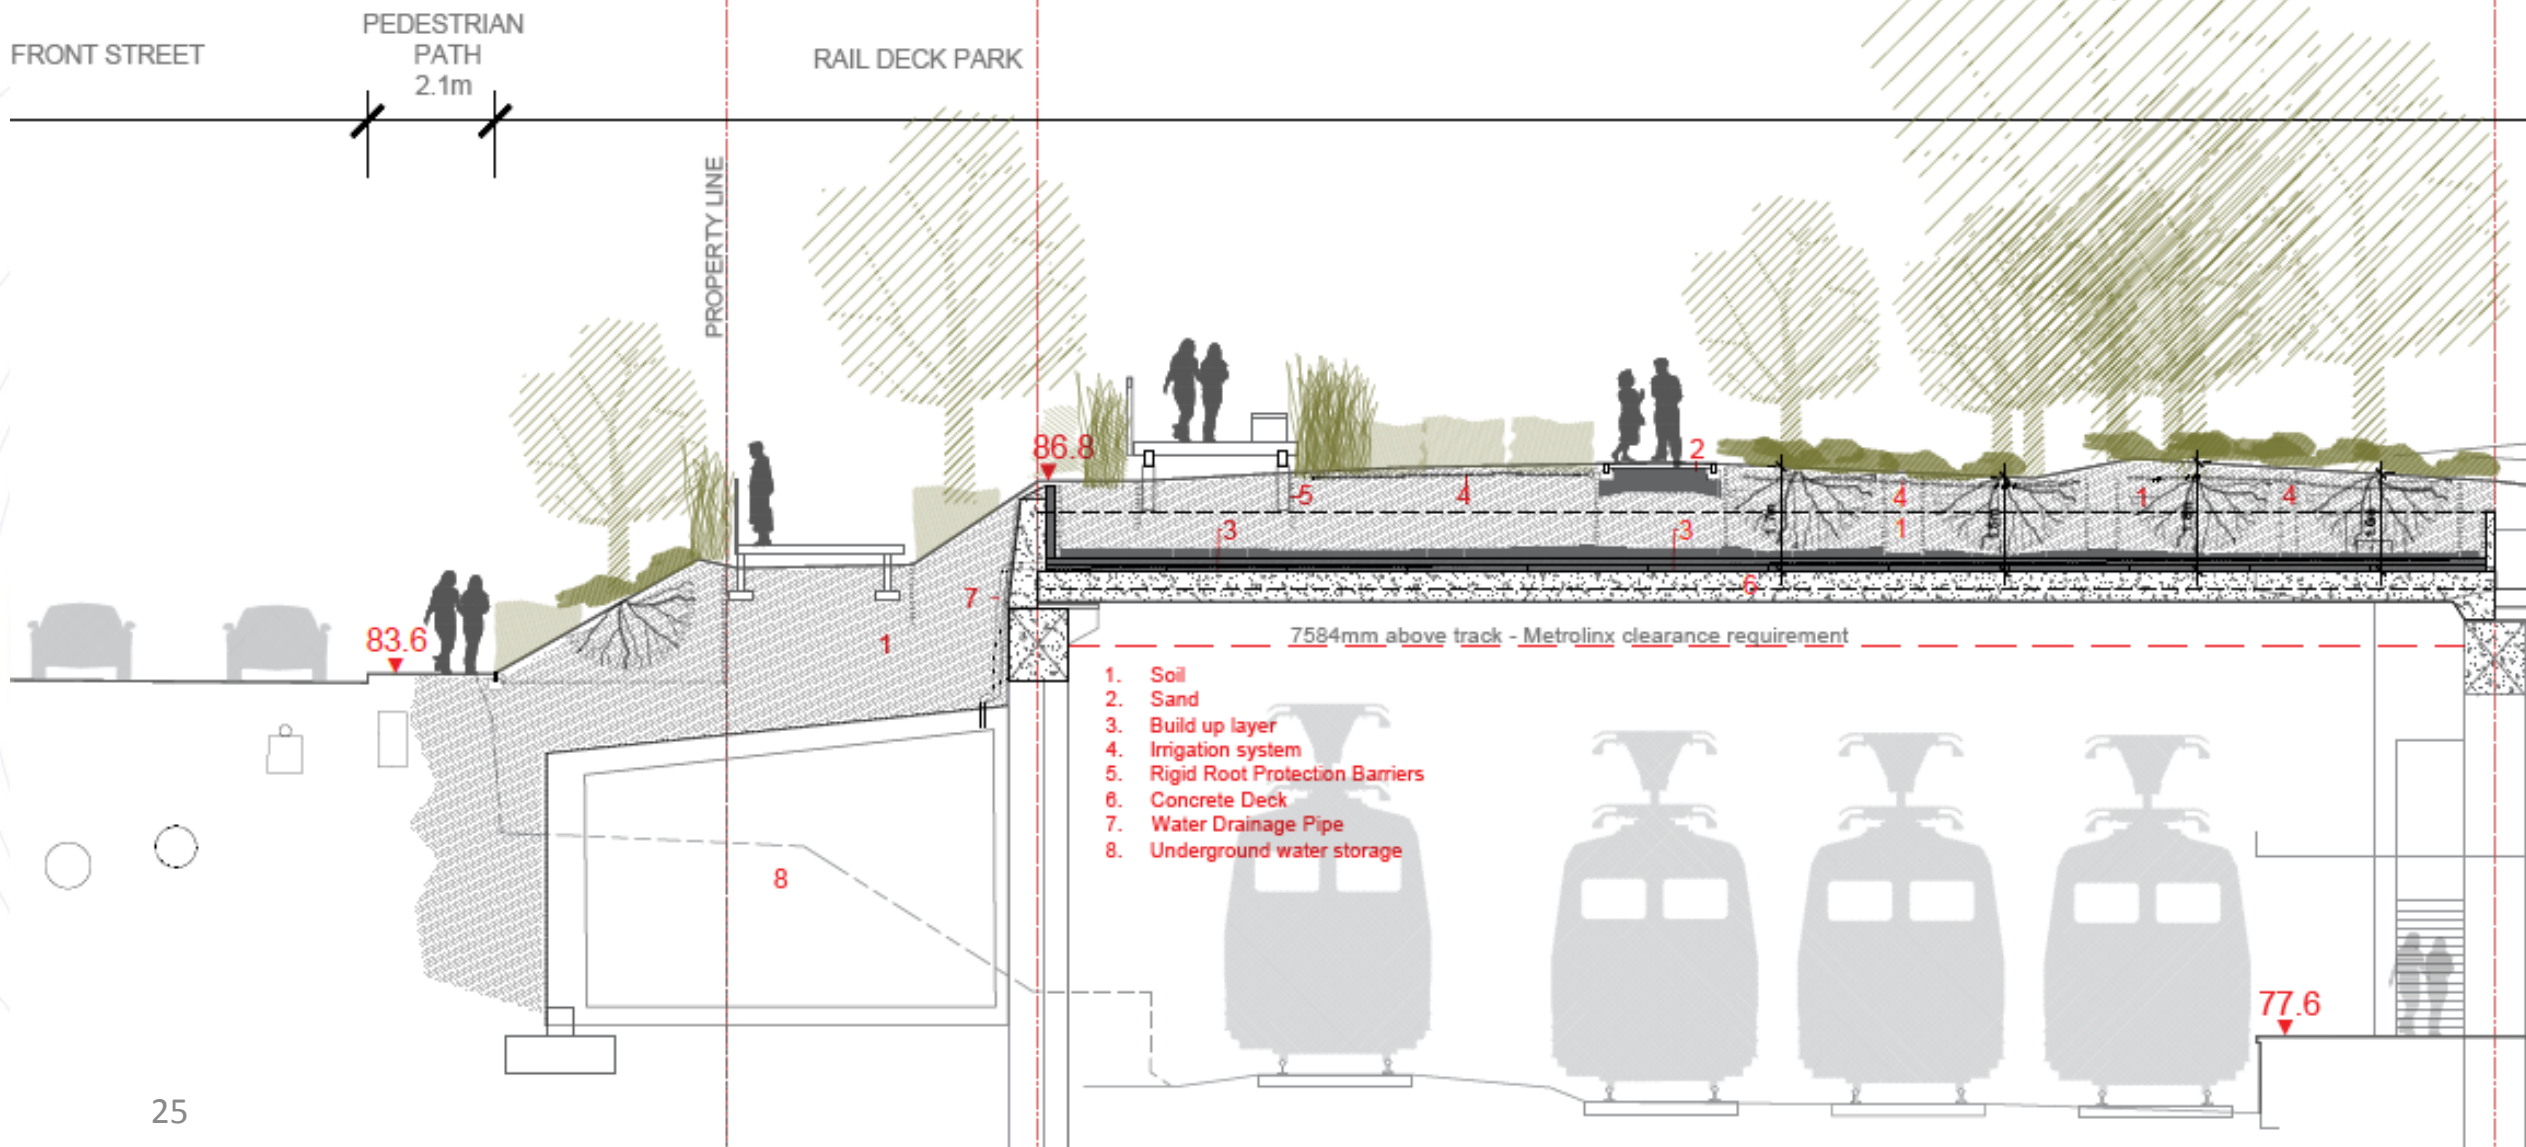 FRONT STREET
PEDESTRIAN
PATH
2.1m
RAIL DECK PARK
PROPERTY LINE
86.8
83.6
2
5
4
3
3
4
1
1
4
6
7
1
7584mm above track - Metrolinx clearance requirement
1. Soil
2. Sand
3. Build up layer
4. Irrigation system
5. Rigid Root Protection Barriers
6. Concrete Deck
7. Water Drainage Pipe
8. Underground water storage
8
77.6
25